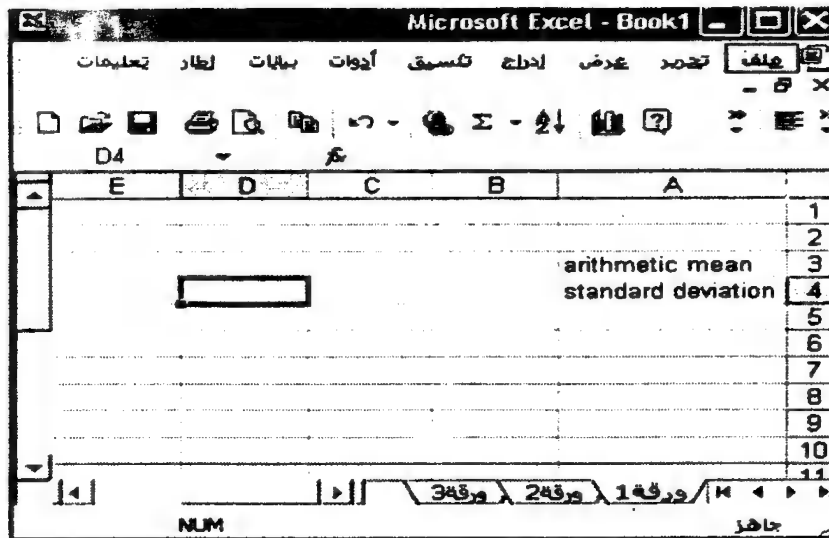 Microsoft Excel - Book1
ملف تحرير عرض إدراج تنسيق أدوات بيانات إطار تعليمات
D4 fx
A B C D E
1
2
arithmetic mean 3
standard deviation 4
5
6
7
8
9
10
11
ورقة1 ورقة2 ورقة3
جاهز NUM